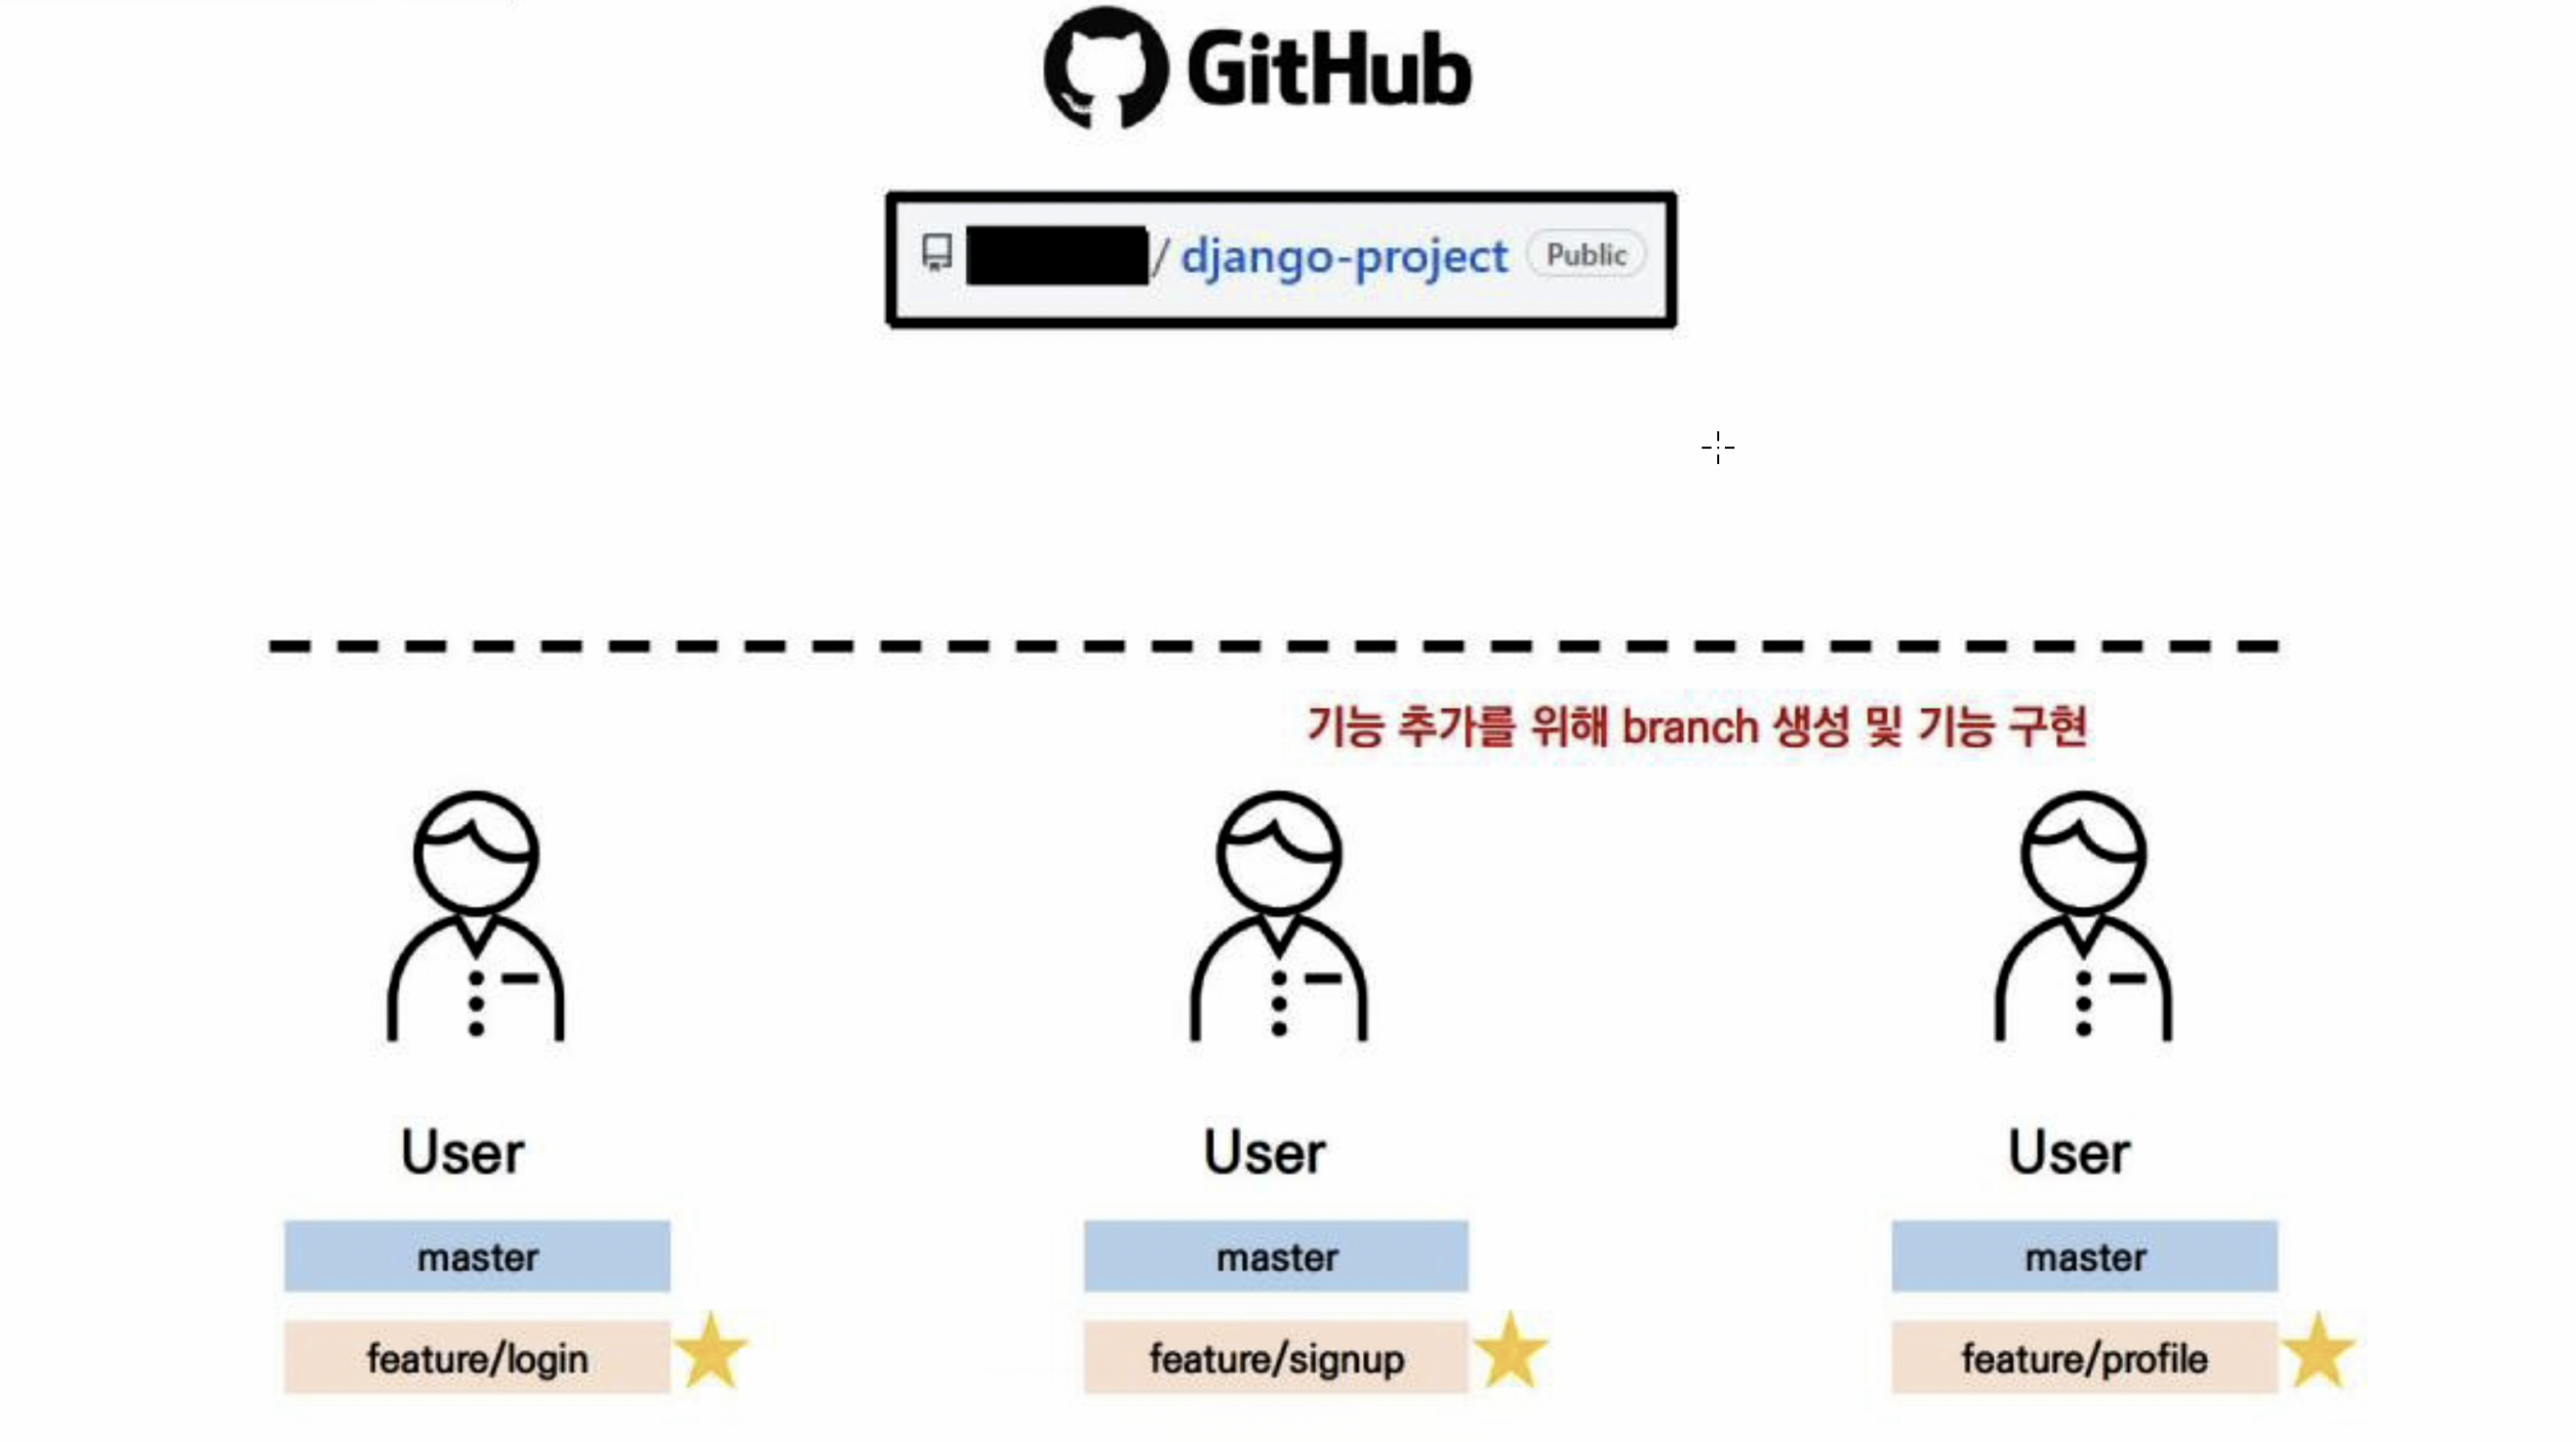 GitHub
/ django-project Public
기능 추가를 위해 branch 생성 및 기능 구현
User User User
master master master
feature/login feature/signup feature/profile